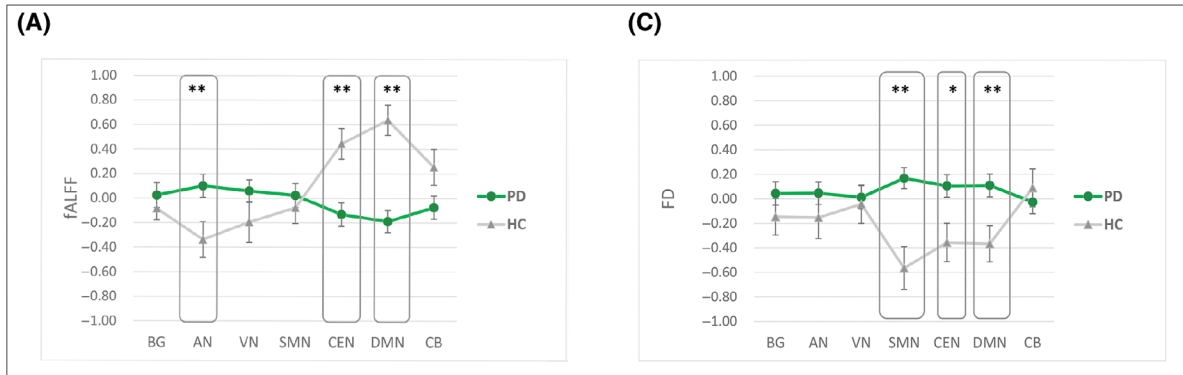 (A)
fALFF
1.00
0.80
0.60
0.40
0.20
0.00
−0.20
−0.40
−0.60
−0.80
−1.00
** ** **
BG AN VN SMN CEN DMN CB
PD
HC
(C)
FD
1.00
0.80
0.60
0.40
0.20
0.00
−0.20
−0.40
−0.60
−0.80
−1.00
** * **
BG AN VN SMN CEN DMN CB
PD
HC